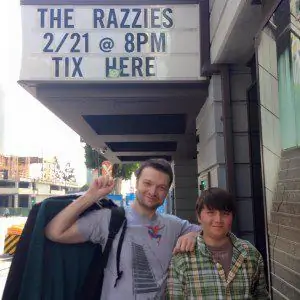 THE RAZZIES
2/21 @ 8PM
TIX HERE